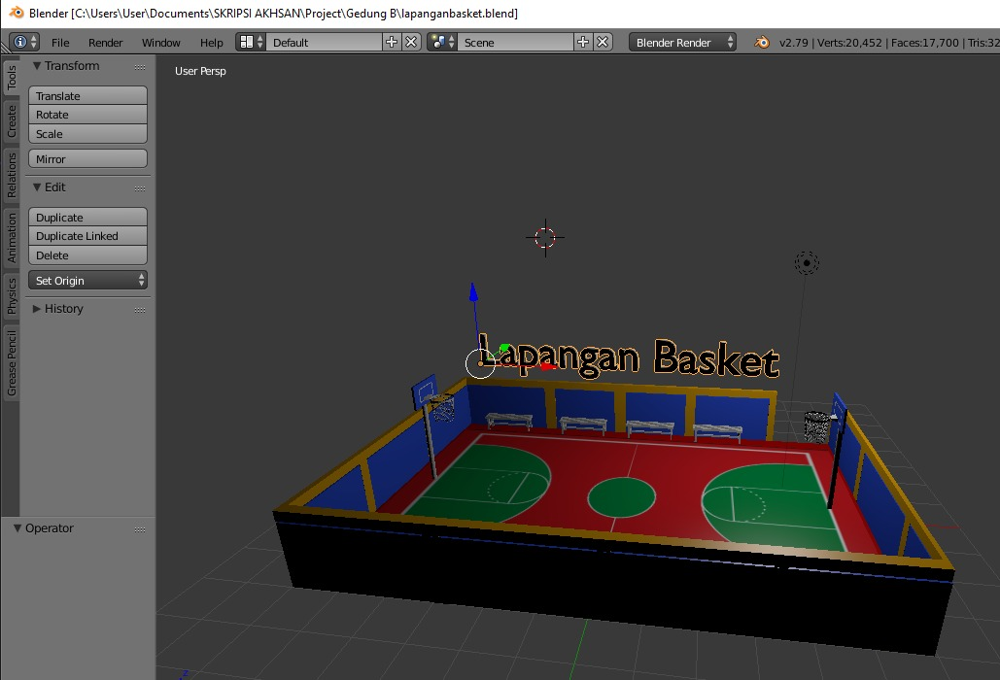 Blender [C:\Users\User\Documents\SKRIPSI AKHSAN\Project\Gedung B\lapanganbasket.blend]
File Render Window Help Default Scene Blender Render v2.79 | Verts:20,452 | Faces:17,700 | Tris:32
Tools
Create
Relations
Animation
Physics
Grease Pencil
Transform
Translate
Rotate
Scale
Mirror
Edit
Duplicate
Duplicate Linked
Delete
Set Origin
History
Operator
User Persp
Lapangan Basket
z